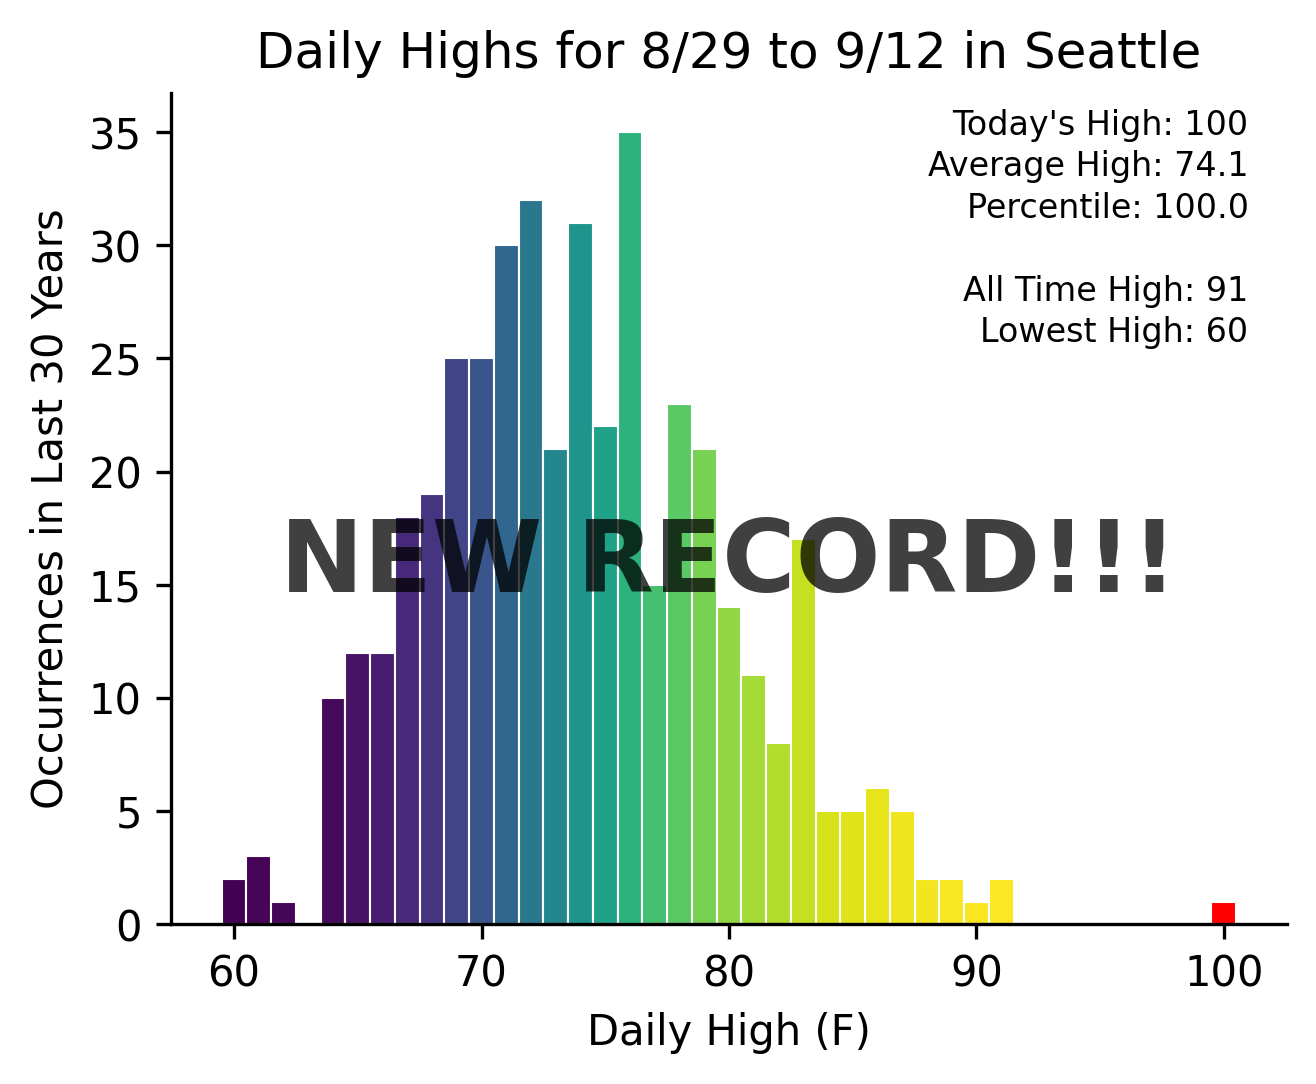 Daily Highs for 8/29 to 9/12 in Seattle
Today's High: 100
Average High: 74.1
Percentile: 100.0
All Time High: 91
Lowest High: 60
Occurrences in Last 30 Years
35
30
25
20
15
10
5
0
NEW RECORD!!!
60 70 80 90 100
Daily High (F)